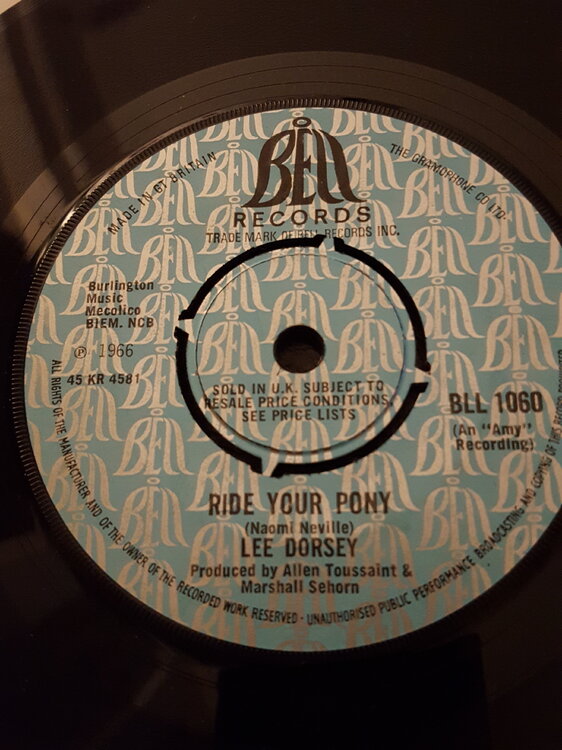 MADE IN GT BRITAIN
THE GRAMOPHONE CO LTD.
BELL
RECORDS
TRADE MARK OF BELL RECORDS INC.
Burlington
Music
Mecolico
BIEM. NCB
℗ 1966
45 KR 4581
SOLD IN U.K. SUBJECT TO
RESALE PRICE CONDITIONS,
SEE PRICE LISTS
BLL 1060
(An "Amy"
Recording)
RIDE YOUR PONY
(Naomi Neville)
LEE DORSEY
Produced by Allen Toussaint &
Marshall Sehorn
ALL RIGHTS OF THE MANUFACTURER AND OF THE OWNER OF THE RECORDED WORK RESERVED · UNAUTHORISED PUBLIC PERFORMANCE BROADCASTING AND COPYING OF THIS RECORD